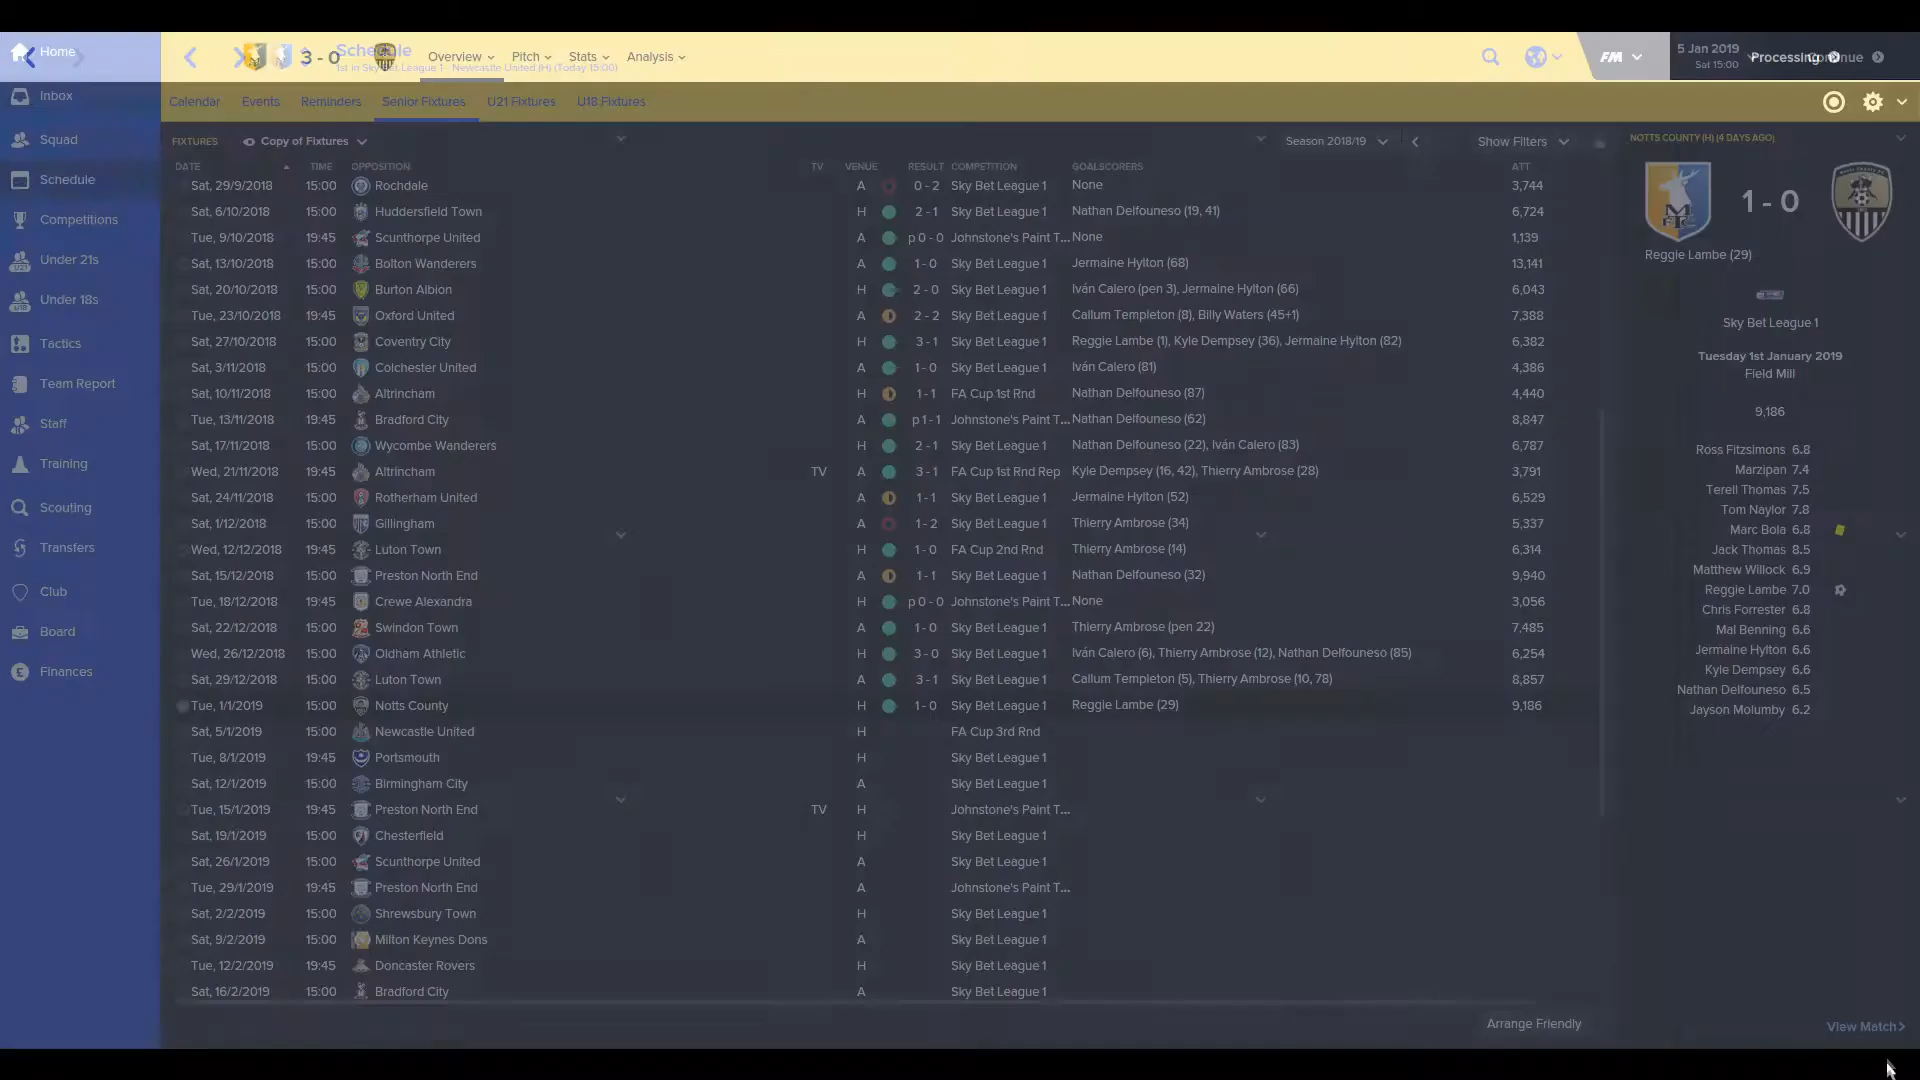 Home
3 - 0
Schedule
1st in Sky Bet League 1 - Newcastle United (H) (Today 15:00)
Overview
Pitch
Stats
Analysis
FM
5 Jan 2019
Sat 15:00
Processing
Continue
Inbox
Squad
Schedule
Competitions
Under 21s
Under 18s
Tactics
Team Report
Staff
Training
Scouting
Transfers
Club
Board
Finances
Calendar Events Reminders Senior Fixtures U21 Fixtures U18 Fixtures
FIXTURES Copy of Fixtures Season 2018/19 Show Filters
DATE TIME OPPOSITION TV VENUE RESULT COMPETITION GOALSCORERS ATT
Sat, 29/9/2018 15:00 Rochdale A 0 - 2 Sky Bet League 1 None 3,744
Sat, 6/10/2018 15:00 Huddersfield Town H 2 - 1 Sky Bet League 1 Nathan Delfouneso (19, 41) 6,724
Tue, 9/10/2018 19:45 Scunthorpe United A p 0 - 0 Johnstone's Paint T... None 1,139
Sat, 13/10/2018 15:00 Bolton Wanderers A 1 - 0 Sky Bet League 1 Jermaine Hylton (68) 13,141
Sat, 20/10/2018 15:00 Burton Albion H 2 - 0 Sky Bet League 1 Iván Calero (pen 3), Jermaine Hylton (66) 6,043
Tue, 23/10/2018 19:45 Oxford United A 2 - 2 Sky Bet League 1 Callum Templeton (8), Billy Waters (45+1) 7,388
Sat, 27/10/2018 15:00 Coventry City H 3 - 1 Sky Bet League 1 Reggie Lambe (1), Kyle Dempsey (36), Jermaine Hylton (82) 6,382
Sat, 3/11/2018 15:00 Colchester United A 1 - 0 Sky Bet League 1 Iván Calero (81) 4,386
Sat, 10/11/2018 15:00 Altrincham H 1 - 1 FA Cup 1st Rnd Nathan Delfouneso (87) 4,440
Tue, 13/11/2018 19:45 Bradford City A p 1 - 1 Johnstone's Paint T... Nathan Delfouneso (62) 8,847
Sat, 17/11/2018 15:00 Wycombe Wanderers H 2 - 1 Sky Bet League 1 Nathan Delfouneso (22), Iván Calero (83) 6,787
Wed, 21/11/2018 19:45 Altrincham TV A 3 - 1 FA Cup 1st Rnd Rep Kyle Dempsey (16, 42), Thierry Ambrose (28) 3,791
Sat, 24/11/2018 15:00 Rotherham United A 1 - 1 Sky Bet League 1 Jermaine Hylton (52) 6,529
Sat, 1/12/2018 15:00 Gillingham A 1 - 2 Sky Bet League 1 Thierry Ambrose (34) 5,337
Wed, 12/12/2018 19:45 Luton Town H 1 - 0 FA Cup 2nd Rnd Thierry Ambrose (14) 6,314
Sat, 15/12/2018 15:00 Preston North End A 1 - 1 Sky Bet League 1 Nathan Delfouneso (32) 9,940
Tue, 18/12/2018 19:45 Crewe Alexandra H p 0 - 0 Johnstone's Paint T... None 3,056
Sat, 22/12/2018 15:00 Swindon Town A 1 - 0 Sky Bet League 1 Thierry Ambrose (pen 22) 7,485
Wed, 26/12/2018 15:00 Oldham Athletic H 3 - 0 Sky Bet League 1 Iván Calero (6), Thierry Ambrose (12), Nathan Delfouneso (85) 6,254
Sat, 29/12/2018 15:00 Luton Town A 3 - 1 Sky Bet League 1 Callum Templeton (5), Thierry Ambrose (10, 78) 8,857
Tue, 1/1/2019 15:00 Notts County H 1 - 0 Sky Bet League 1 Reggie Lambe (29) 9,186
Sat, 5/1/2019 15:00 Newcastle United H FA Cup 3rd Rnd
Tue, 8/1/2019 19:45 Portsmouth H Sky Bet League 1
Sat, 12/1/2019 15:00 Birmingham City A Sky Bet League 1
Tue, 15/1/2019 19:45 Preston North End TV H Johnstone's Paint T...
Sat, 19/1/2019 15:00 Chesterfield H Sky Bet League 1
Sat, 26/1/2019 15:00 Scunthorpe United A Sky Bet League 1
Tue, 29/1/2019 19:45 Preston North End A Johnstone's Paint T...
Sat, 2/2/2019 15:00 Shrewsbury Town H Sky Bet League 1
Sat, 9/2/2019 15:00 Milton Keynes Dons A Sky Bet League 1
Tue, 12/2/2019 19:45 Doncaster Rovers H Sky Bet League 1
Sat, 16/2/2019 15:00 Bradford City A Sky Bet League 1
Arrange Friendly
NOTTS COUNTY (H) (4 DAYS AGO)
1 - 0
Reggie Lambe (29)
Sky Bet League 1
Tuesday 1st January 2019
Field Mill
9,186
Ross Fitzsimons 6.8
Marzipan 7.4
Terell Thomas 7.5
Tom Naylor 7.8
Marc Bola 6.8
Jack Thomas 8.5
Matthew Willock 6.9
Reggie Lambe 7.0
Chris Forrester 6.8
Mal Benning 6.6
Jermaine Hylton 6.6
Kyle Dempsey 6.6
Nathan Delfouneso 6.5
Jayson Molumby 6.2
View Match